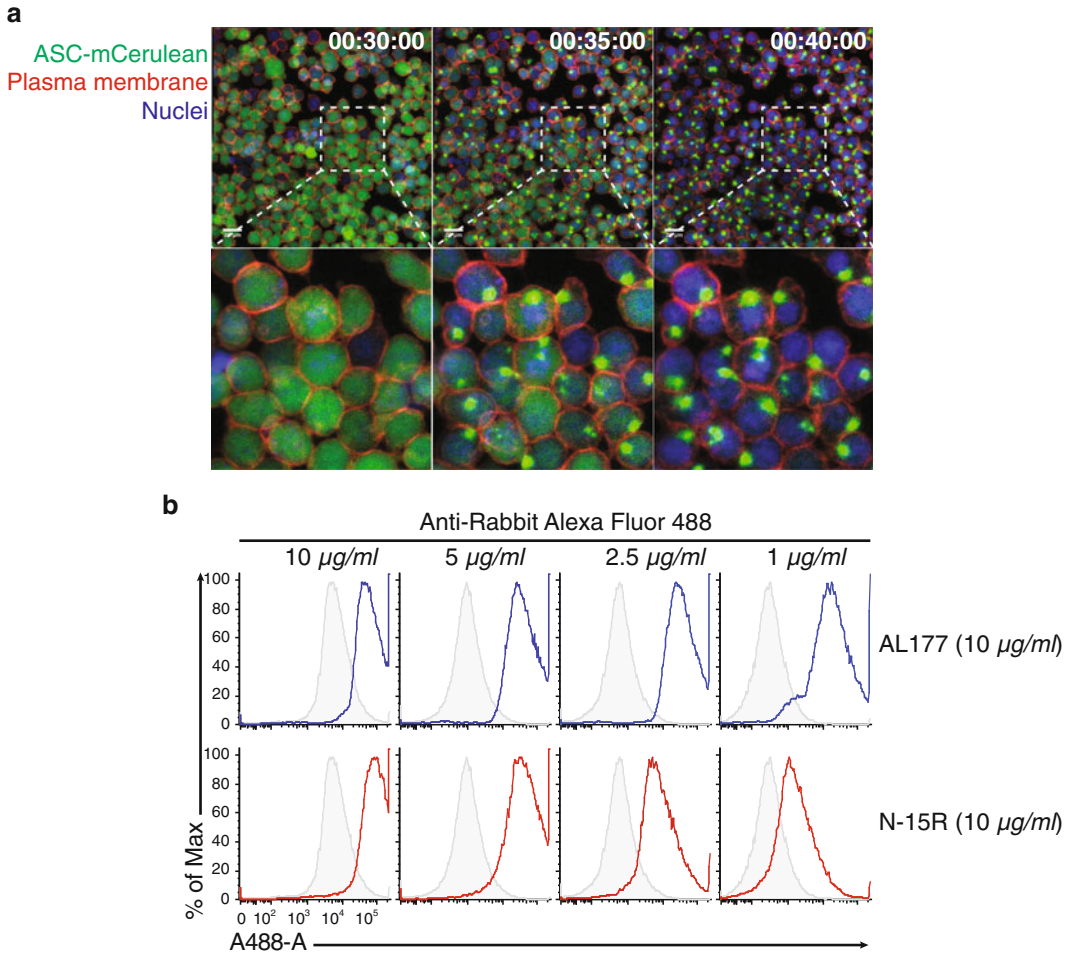 a
ASC-mCerulean
Plasma membrane
Nuclei
00:30:00
00:35:00
00:40:00
b
Anti-Rabbit Alexa Fluor 488
10 µg/ml
5 µg/ml
2.5 µg/ml
1 µg/ml
100
80
60
40
20
0
AL177 (10 µg/ml)
100
80
60
40
20
0
N-15R (10 µg/ml)
% of Max
0 10² 10³ 10⁴ 10⁵
A488-A